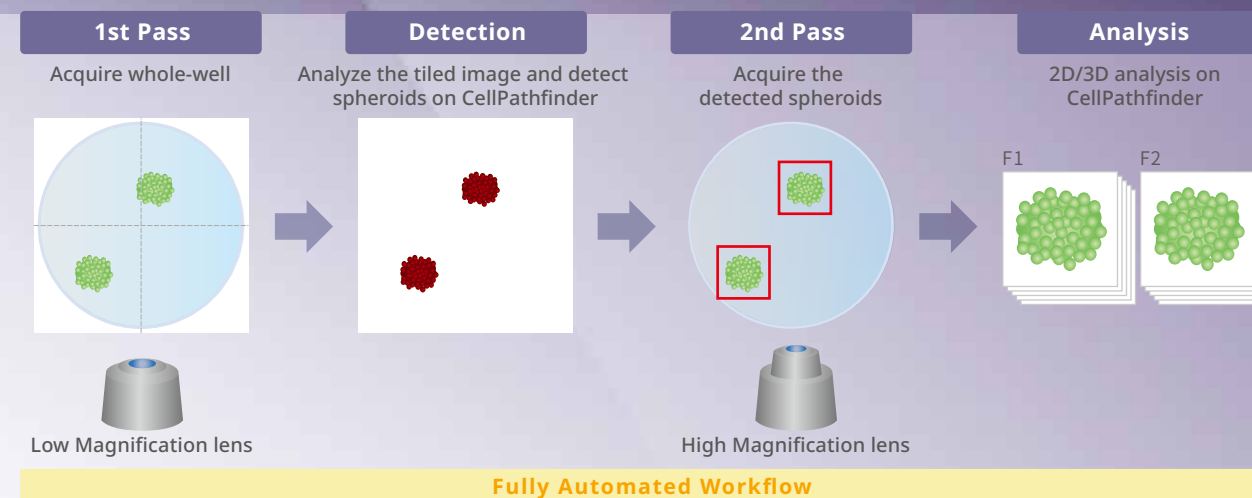 1st Pass
Acquire whole-well
Low Magnification lens
Detection
Analyze the tiled image and detect
spheroids on CellPathfinder
2nd Pass
Acquire the
detected spheroids
High Magnification lens
Analysis
2D/3D analysis on
CellPathfinder
F1
F2
Fully Automated Workflow